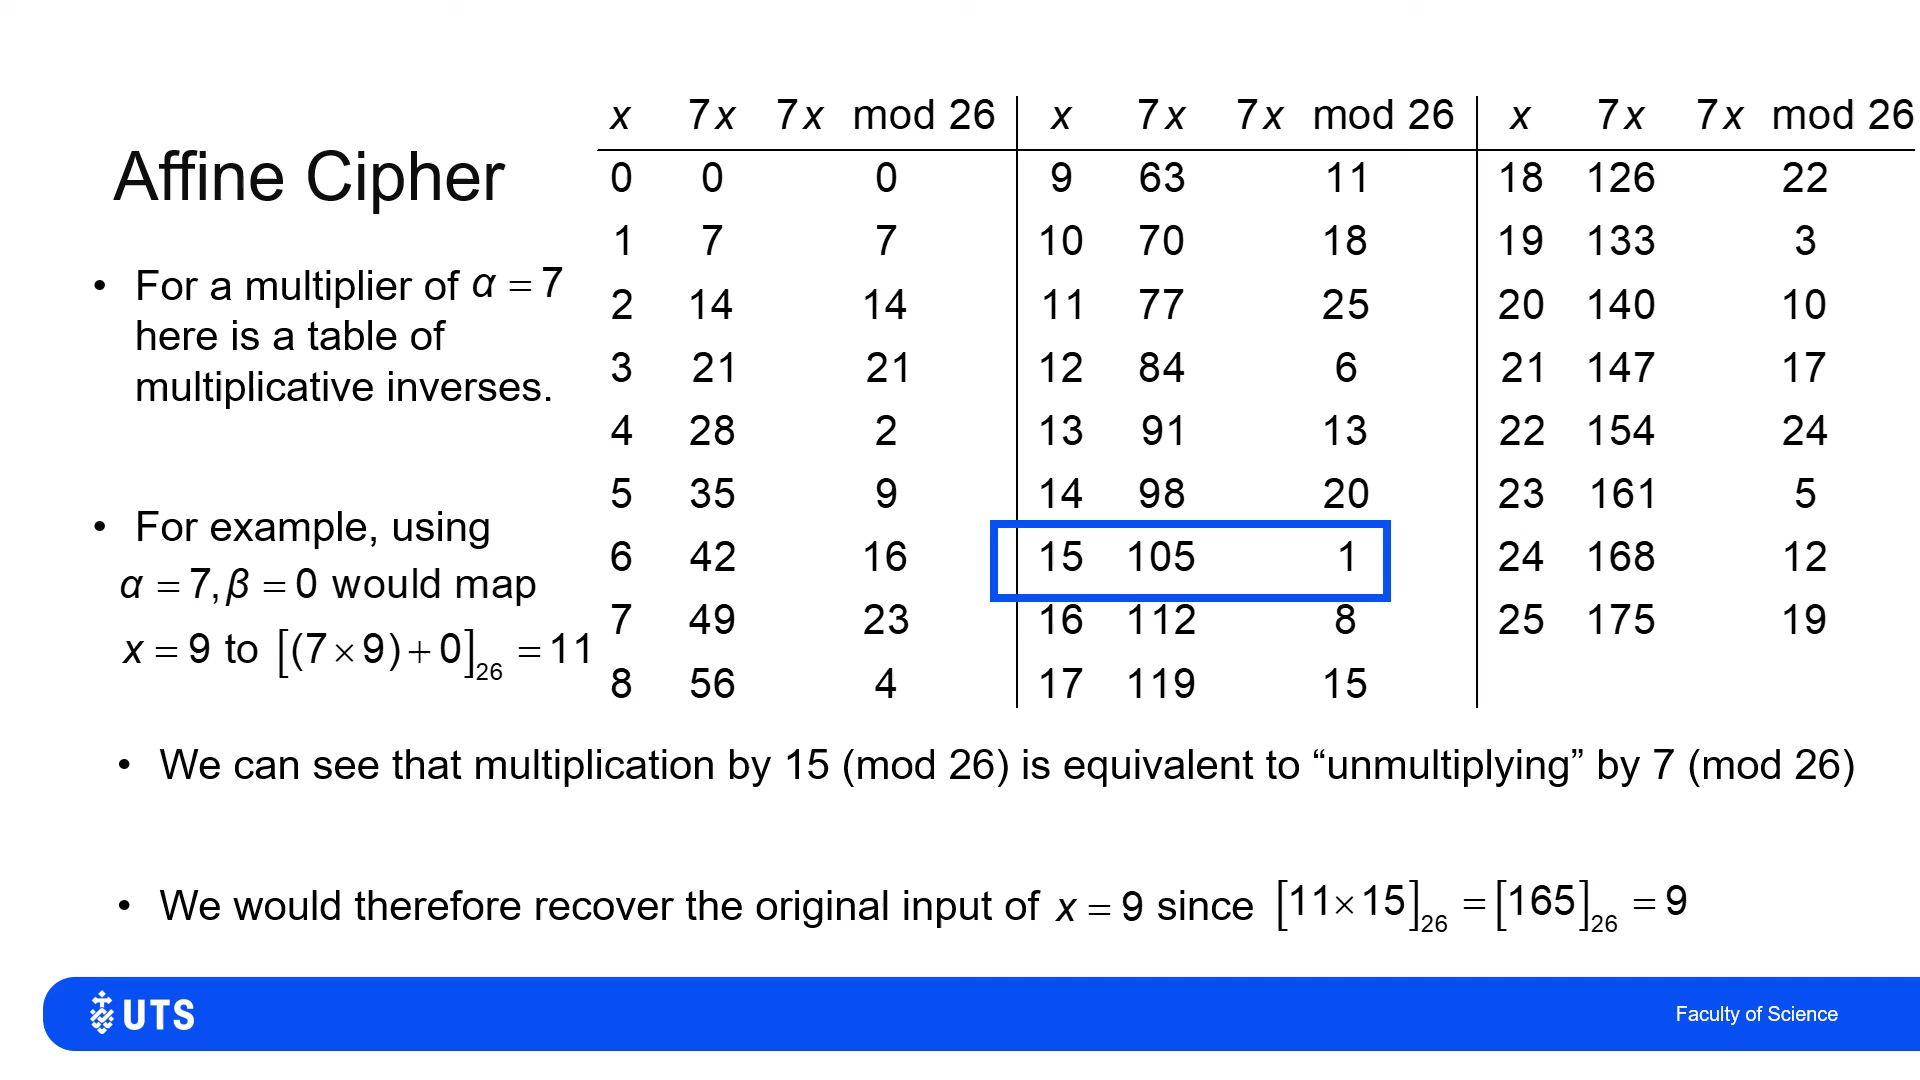 Affine Cipher
• For a multiplier of α = 7
here is a table of
multiplicative inverses.
• For example, using
α = 7, β = 0 would map
x = 9 to [(7 × 9) + 0]₂₆ = 11
x 7x 7x mod 26 x 7x 7x mod 26 x 7x 7x mod 26
0 0 0 9 63 11 18 126 22
1 7 7 10 70 18 19 133 3
2 14 14 11 77 25 20 140 10
3 21 21 12 84 6 21 147 17
4 28 2 13 91 13 22 154 24
5 35 9 14 98 20 23 161 5
6 42 16 15 105 1 24 168 12
7 49 23 16 112 8 25 175 19
8 56 4 17 119 15
• We can see that multiplication by 15 (mod 26) is equivalent to “unmultiplying” by 7 (mod 26)
• We would therefore recover the original input of x = 9 since [11 × 15]₂₆ = [165]₂₆ = 9
UTS
Faculty of Science